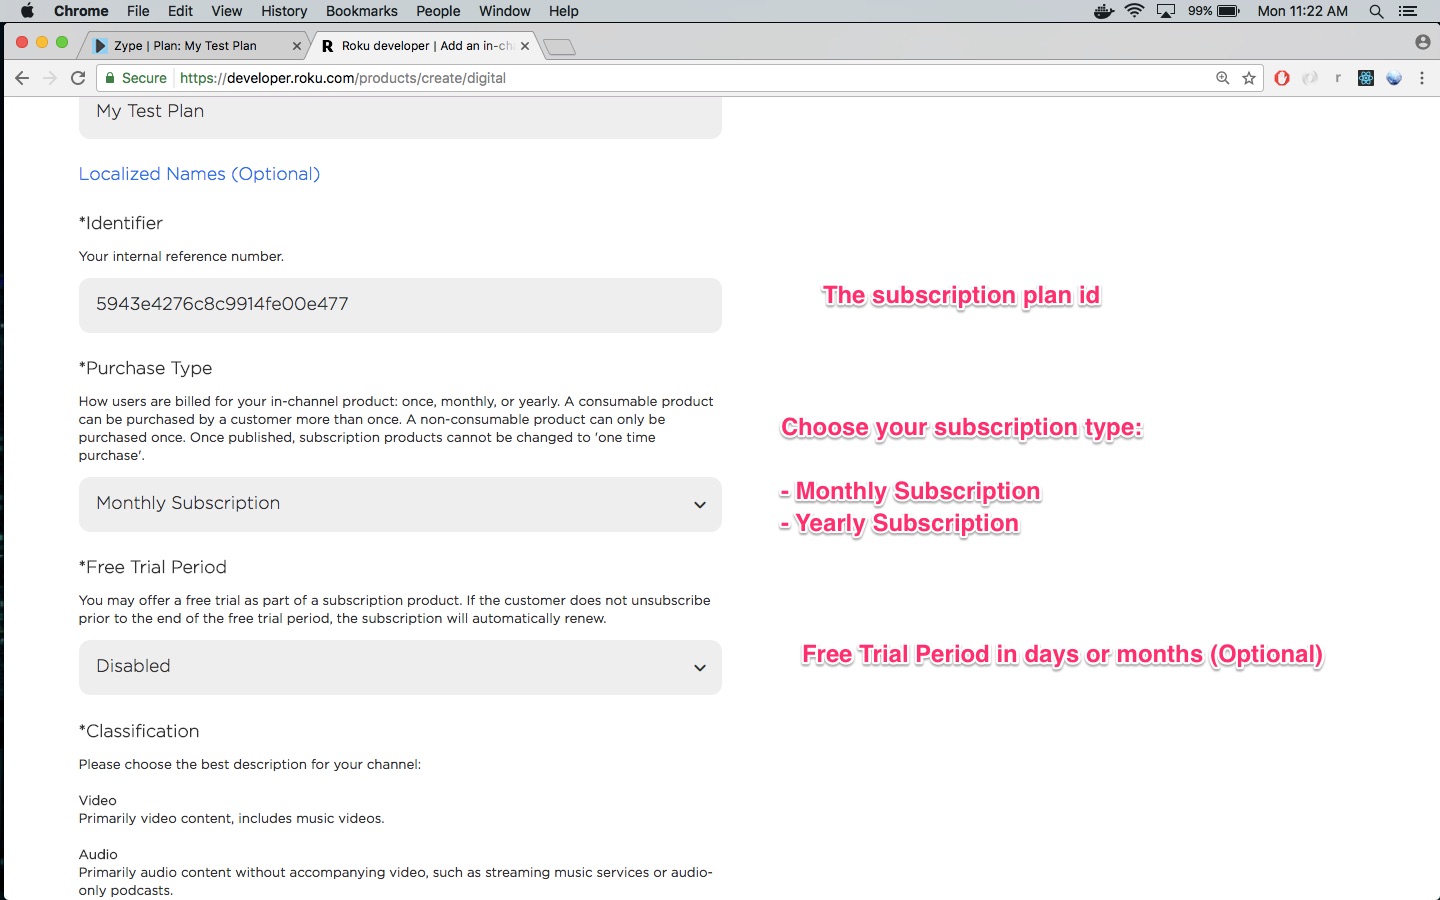 Chrome File Edit View History Bookmarks People Window Help 99% Mon 11:22 AM
Zype | Plan: My Test Plan
Roku developer | Add an in-ch
Secure https://developer.roku.com/products/create/digital
My Test Plan
Localized Names (Optional)
*Identifier
Your internal reference number.
5943e4276c8c9914fe00e477
The subscription plan id
*Purchase Type
How users are billed for your in-channel product: once, monthly, or yearly. A consumable product
can be purchased by a customer more than once. A non-consumable product can only be
purchased once. Once published, subscription products cannot be changed to 'one time
purchase'.
Monthly Subscription
Choose your subscription type:
- Monthly Subscription
- Yearly Subscription
*Free Trial Period
You may offer a free trial as part of a subscription product. If the customer does not unsubscribe
prior to the end of the free trial period, the subscription will automatically renew.
Disabled
Free Trial Period in days or months (Optional)
*Classification
Please choose the best description for your channel:
Video
Primarily video content, includes music videos.
Audio
Primarily audio content without accompanying video, such as streaming music services or audio-
only podcasts.